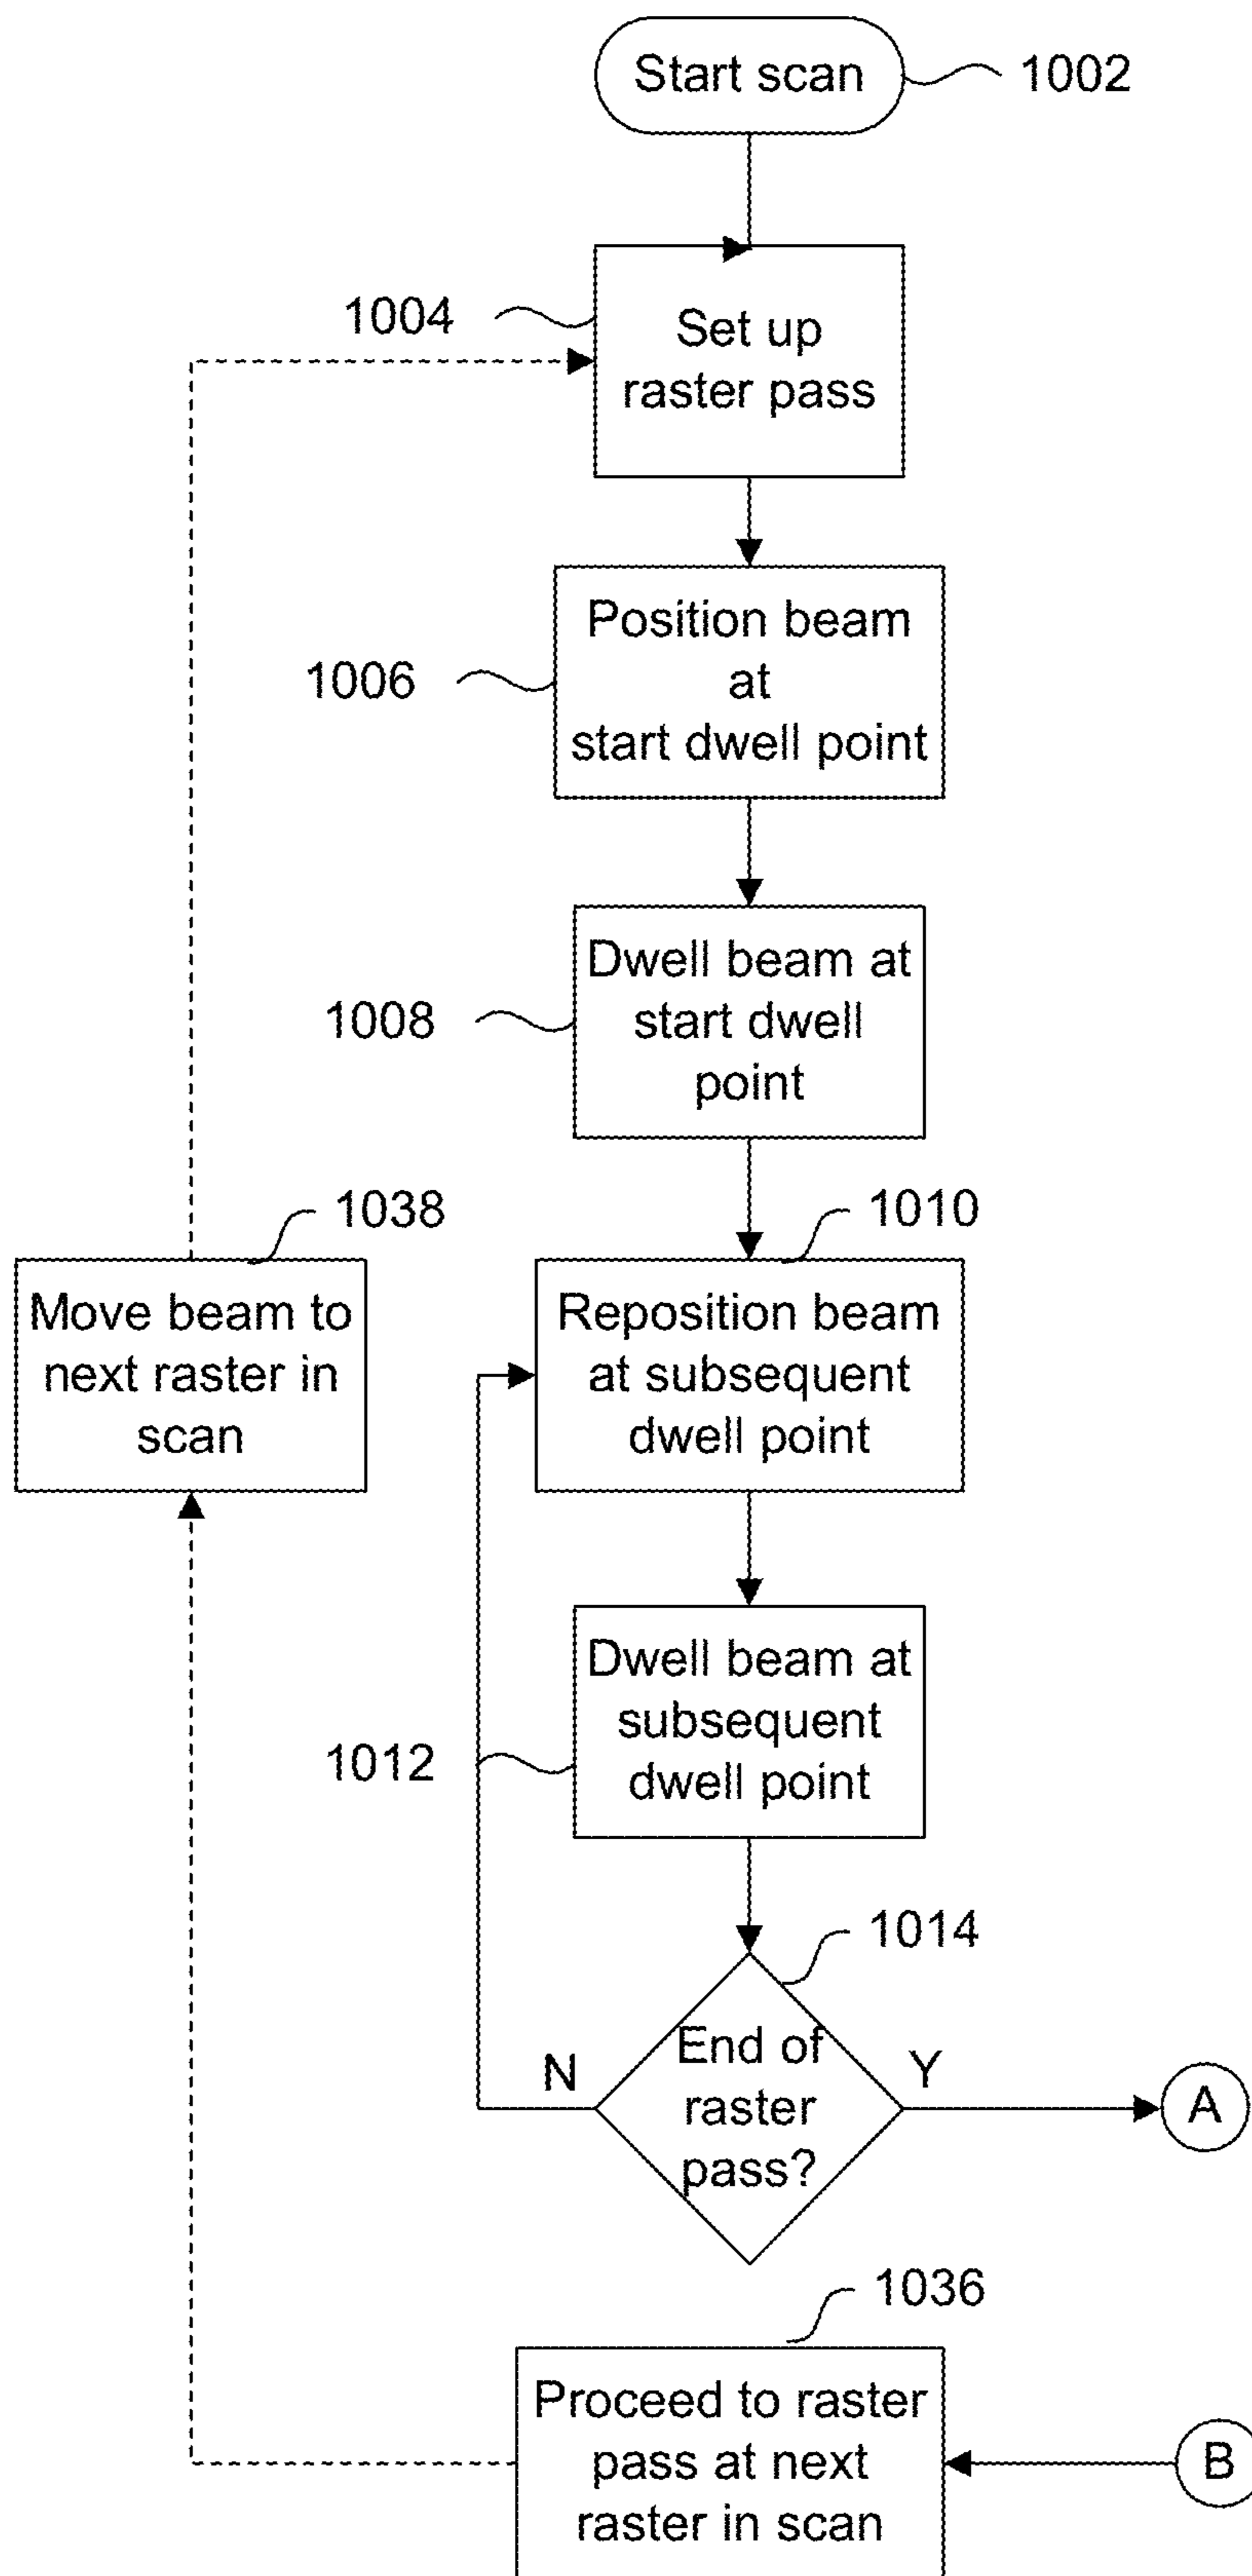 Start scan
1002
1004
Set up
raster pass
1006
Position beam
at
start dwell point
1008
Dwell beam at
start dwell
point
1038
1010
Move beam to
next raster in
scan
Reposition beam
at subsequent
dwell point
1012
Dwell beam at
subsequent
dwell point
1014
N
End of
raster
pass?
Y
A
1036
Proceed to raster
pass at next
raster in scan
B